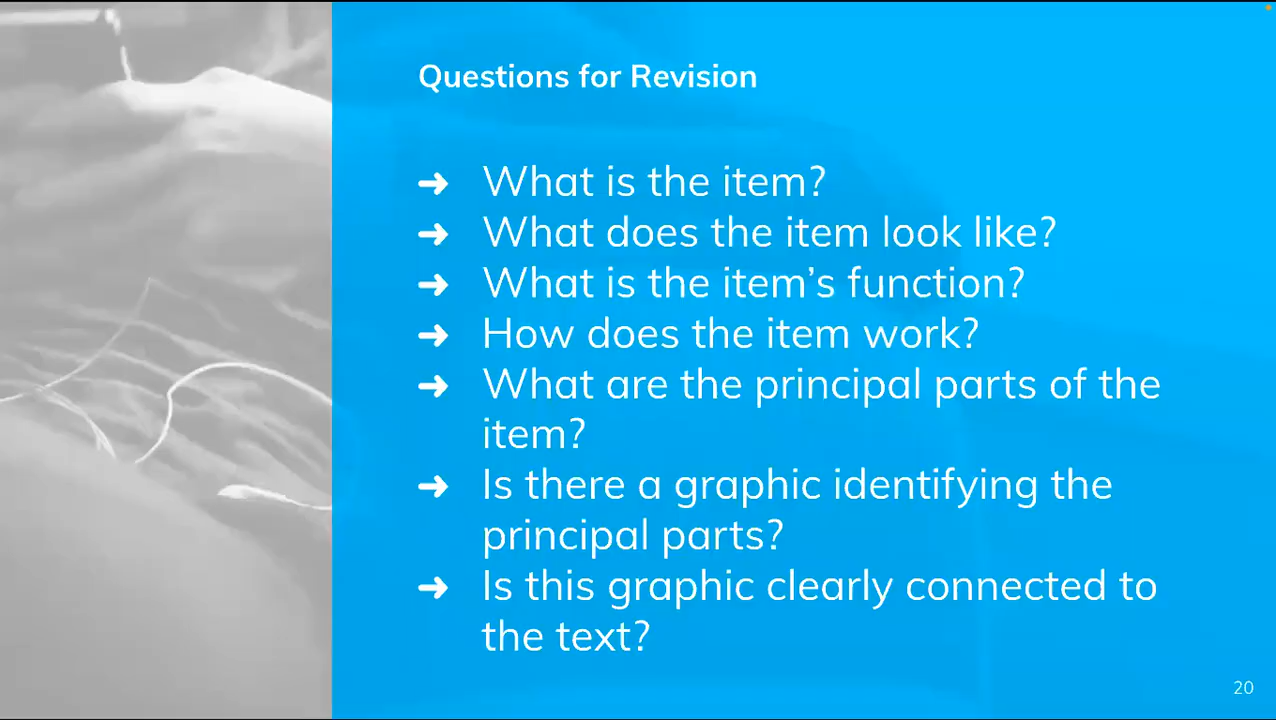 Questions for Revision
➜ What is the item?
➜ What does the item look like?
➜ What is the item’s function?
➜ How does the item work?
➜ What are the principal parts of the
item?
➜ Is there a graphic identifying the
principal parts?
➜ Is this graphic clearly connected to
the text?
20